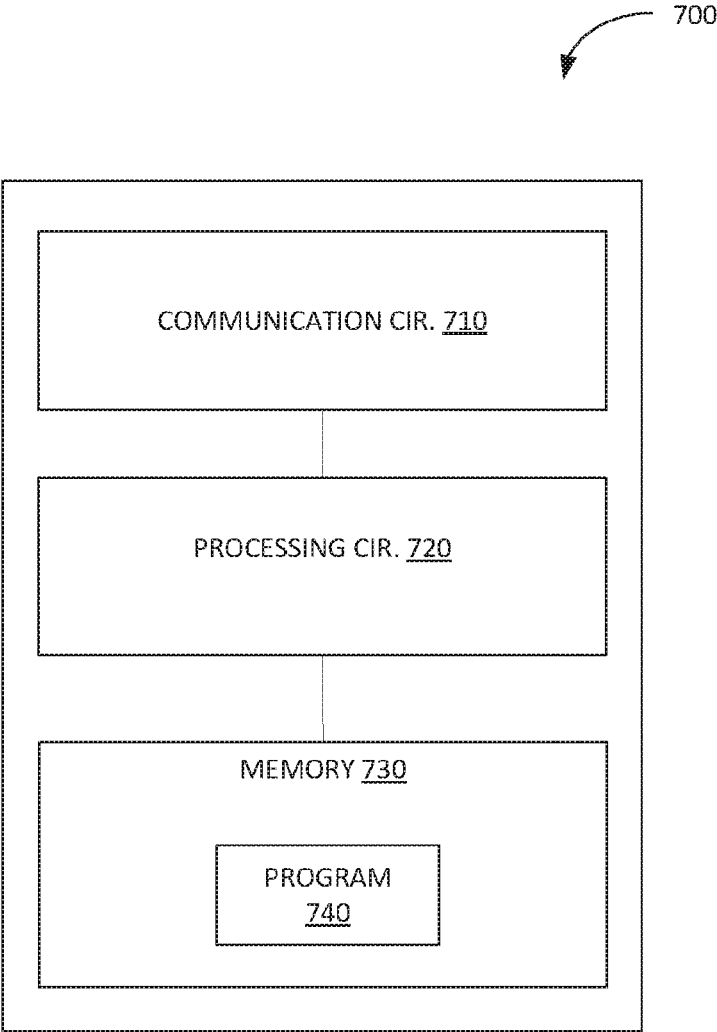 700
COMMUNICATION CIR. 710
PROCESSING CIR. 720
MEMORY 730
PROGRAM
740